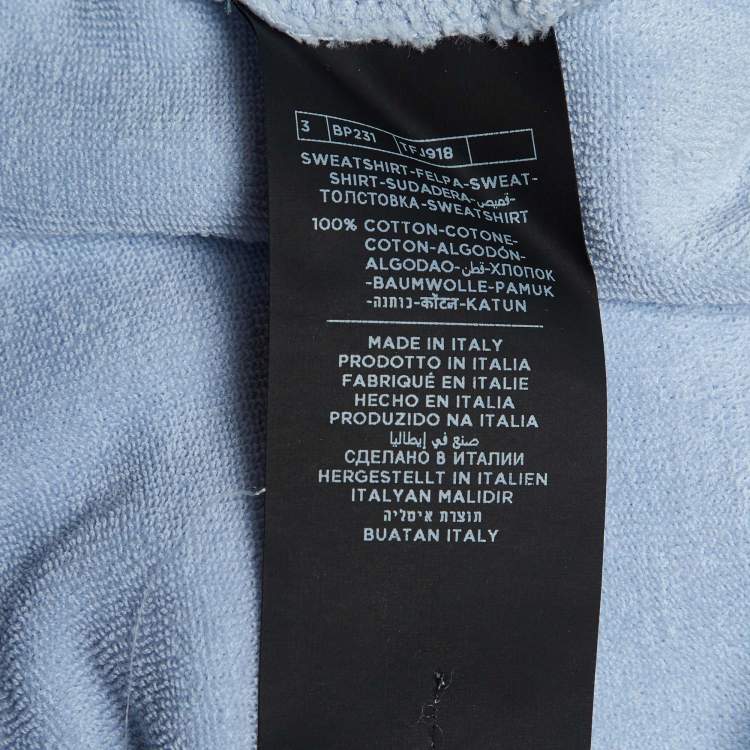 3 BP231 TFJ918
SWEATSHIRT-FELPA-SWEAT-
SHIRT-SUDADERA-قميص-
ТОЛСТОВКА-SWEATSHIRT
100% COTTON-COTONE-
COTON-ALGODÓN-
ALGODAO-قطن-ХЛОПОК
-BAUMWOLLE-PAMUK
-כותנה-कॉटन-KATUN
MADE IN ITALY
PRODOTTO IN ITALIA
FABRIQUÉ EN ITALIE
HECHO EN ITALIA
PRODUZIDO NA ITALIA
صنع في إيطاليا
СДЕЛАНО В ИТАЛИИ
HERGESTELLT IN ITALIEN
ITALYAN MALIDIR
תוצרת איטליה
BUATAN ITALY